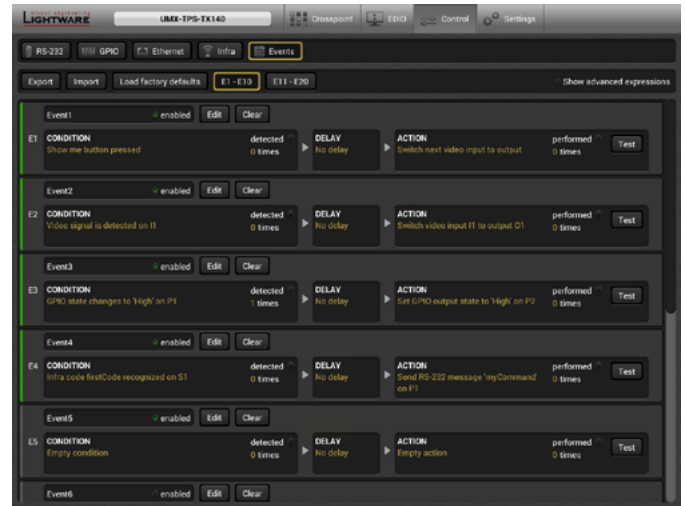 LIGHTWARE
UMX-TPS-TX140
Crosspoint
EDID
Control
Settings
RS-232
GPIO
Ethernet
Infra
Events
Export
Import
Load factory defaults
E1 - E10
E11 - E20
Show advanced expressions
Event1
enabled
Edit
Clear
E1
CONDITION
Show me button pressed
detected
0 times
DELAY
No delay
ACTION
Switch next video input to output
performed
0 times
Test
Event2
enabled
Edit
Clear
E2
CONDITION
Video signal is detected on I1
detected
0 times
DELAY
No delay
ACTION
Switch video input I1 to output O1
performed
0 times
Test
Event3
enabled
Edit
Clear
E3
CONDITION
GPIO state changes to 'High' on P1
detected
1 times
DELAY
No delay
ACTION
Set GPIO output state to 'High' on P2
performed
0 times
Test
Event4
enabled
Edit
Clear
E4
CONDITION
Infra code firstCode recognized on S1
detected
0 times
DELAY
No delay
ACTION
Send RS-232 message 'myCommand'
on P1
performed
0 times
Test
Event5
enabled
Edit
Clear
E5
CONDITION
Empty condition
detected
0 times
DELAY
No delay
ACTION
Empty action
performed
0 times
Test
Event6
enabled
Edit
Clear